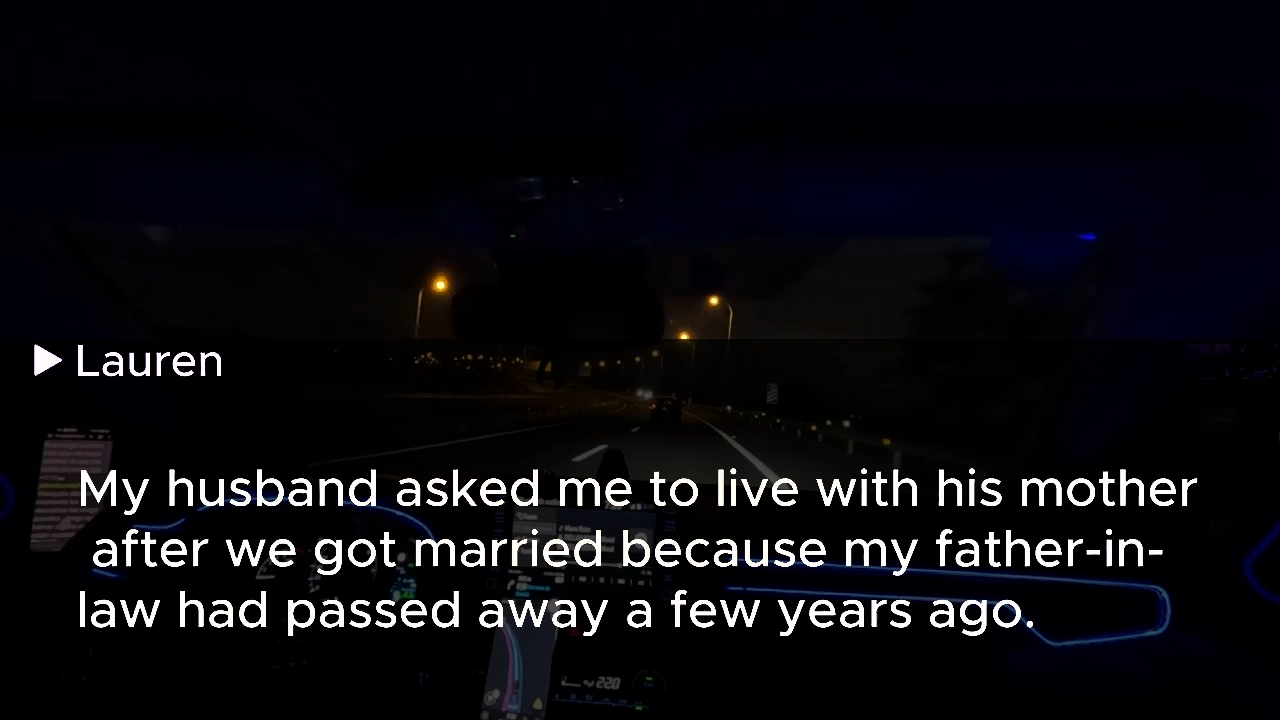 ▶ Lauren
My husband asked me to live with his mother
after we got married because my father-in-
law had passed away a few years ago.
220